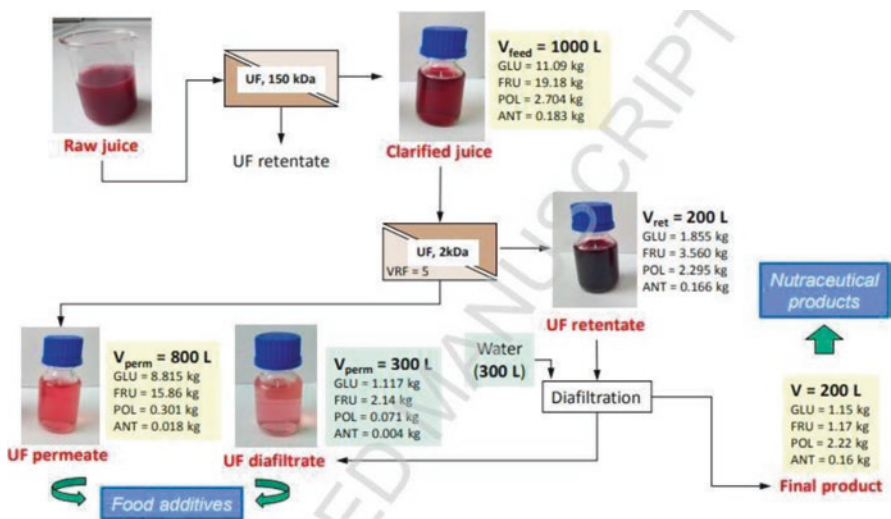 Raw juice
UF, 150 kDa
UF retentate
Clarified juice
V_feed = 1000 L
GLU = 11.09 kg
FRU = 19.18 kg
POL = 2.704 kg
ANT = 0.183 kg
UF, 2kDa
VRF = 5
UF retentate
V_ret = 200 L
GLU = 1.855 kg
FRU = 3.560 kg
POL = 2.295 kg
ANT = 0.166 kg
Nutraceutical
products
UF permeate
V_perm = 800 L
GLU = 8.815 kg
FRU = 15.86 kg
POL = 0.301 kg
ANT = 0.018 kg
UF diafiltrate
V_perm = 300 L
GLU = 1.117 kg
FRU = 2.14 kg
POL = 0.071 kg
ANT = 0.004 kg
Water
(300 L)
Diafiltration
V = 200 L
GLU = 1.15 kg
FRU = 1.17 kg
POL = 2.22 kg
ANT = 0.16 kg
Final product
Food additives
ED MANUSCRIPT